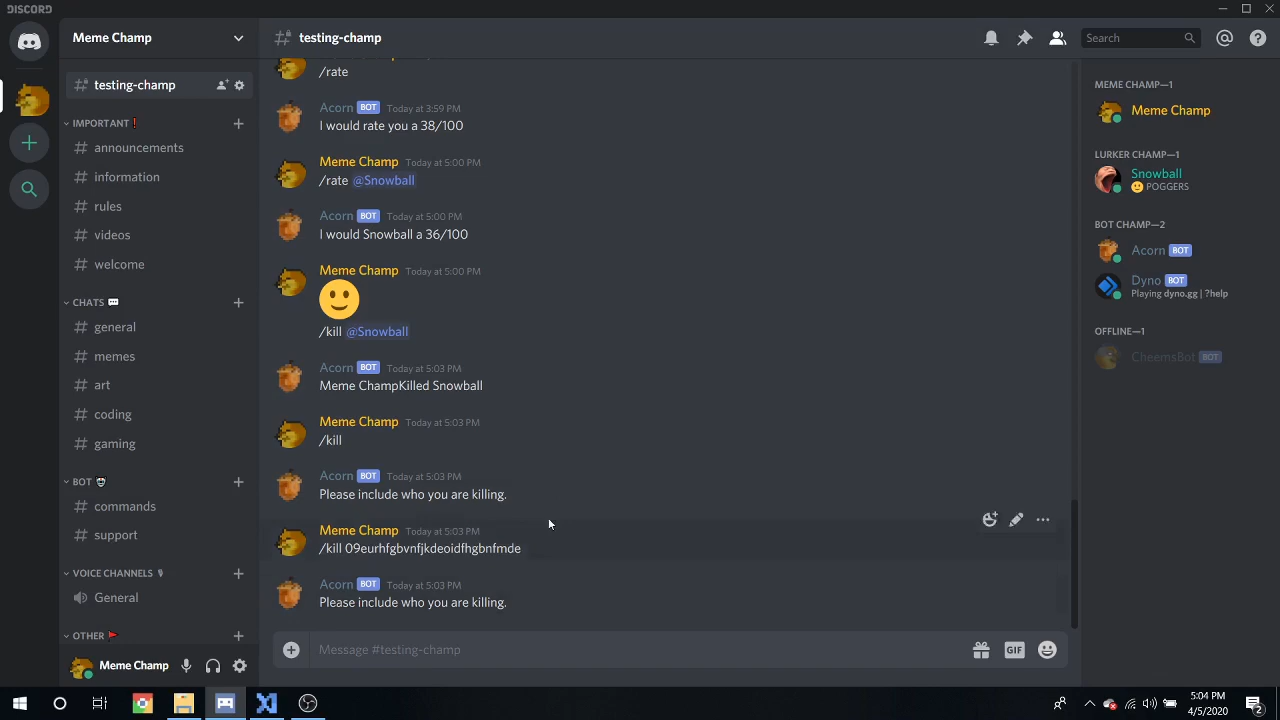 DISCORD
Meme Champ
testing-champ
IMPORTANT
announcements
information
rules
videos
welcome
CHATS
general
memes
art
coding
gaming
BOT
commands
support
VOICE CHANNELS
General
OTHER
Meme Champ
testing-champ
Search
/rate
Acorn BOT Today at 3:59 PM
I would rate you a 38/100
Meme Champ Today at 5:00 PM
/rate @Snowball
Acorn BOT Today at 5:00 PM
I would Snowball a 36/100
Meme Champ Today at 5:00 PM
/kill @Snowball
Acorn BOT Today at 5:03 PM
Meme ChampKilled Snowball
Meme Champ Today at 5:03 PM
/kill
Acorn BOT Today at 5:03 PM
Please include who you are killing.
Meme Champ Today at 5:03 PM
/kill 09eurhfgbvnfjkdeoidfhgbnfmde
Acorn BOT Today at 5:03 PM
Please include who you are killing.
Message #testing-champ
GIF
MEME CHAMP—1
Meme Champ
LURKER CHAMP—1
Snowball
POGGERS
BOT CHAMP—2
Acorn BOT
Dyno BOT
Playing dyno.gg | ?help
OFFLINE—1
CheemsBot BOT
5:04 PM
4/5/2020
2